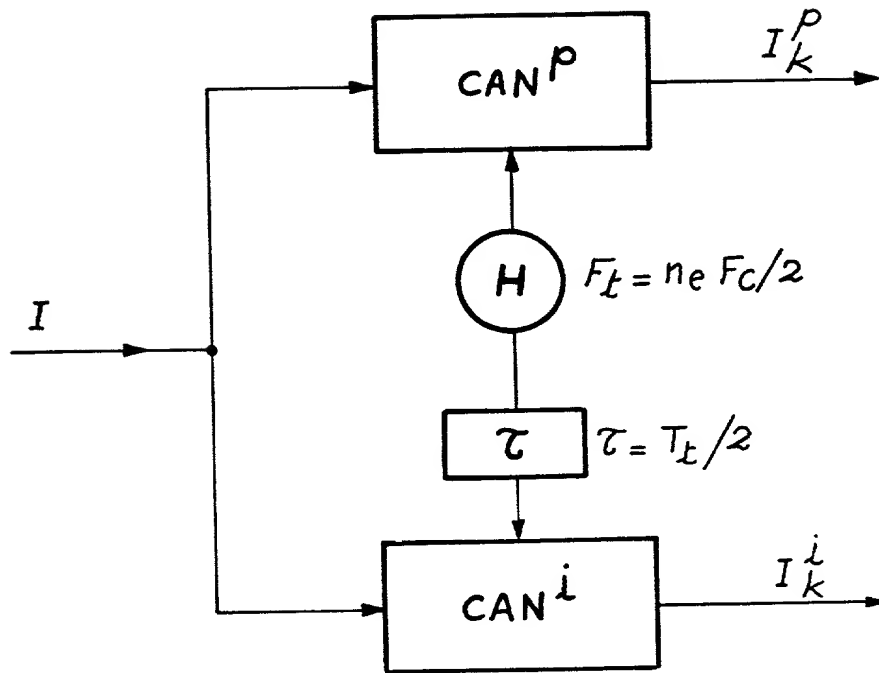 CAN^p
I_k^p
H
F_t = n_e F_c/2
I
τ
τ = T_t/2
CAN^i
I_k^i